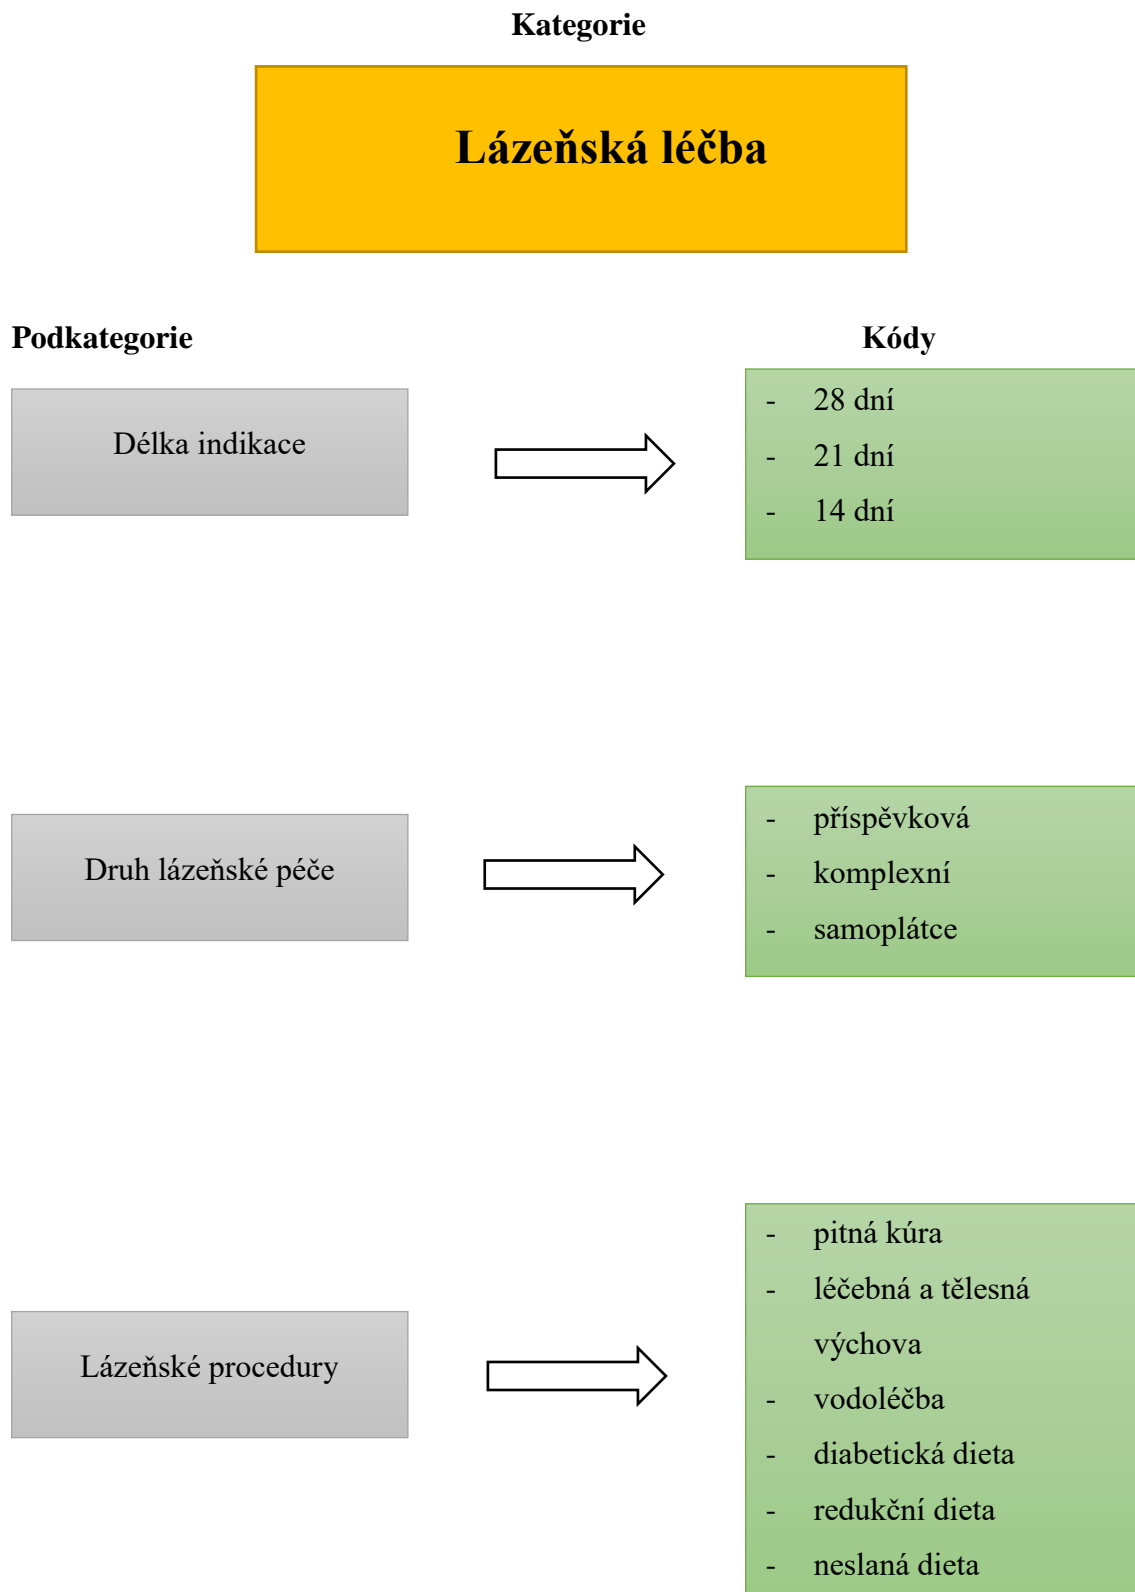 Kategorie
Lázeňská léčba
Podkategorie
Kódy
Délka indikace
- 28 dní
- 21 dní
- 14 dní
Druh lázeňské péče
- příspěvková
- komplexní
- samoplátce
Lázeňské procedury
- pitná kúra
- léčebná a tělesná
výchova
- vodoléčba
- diabetická dieta
- redukční dieta
- neslaná dieta